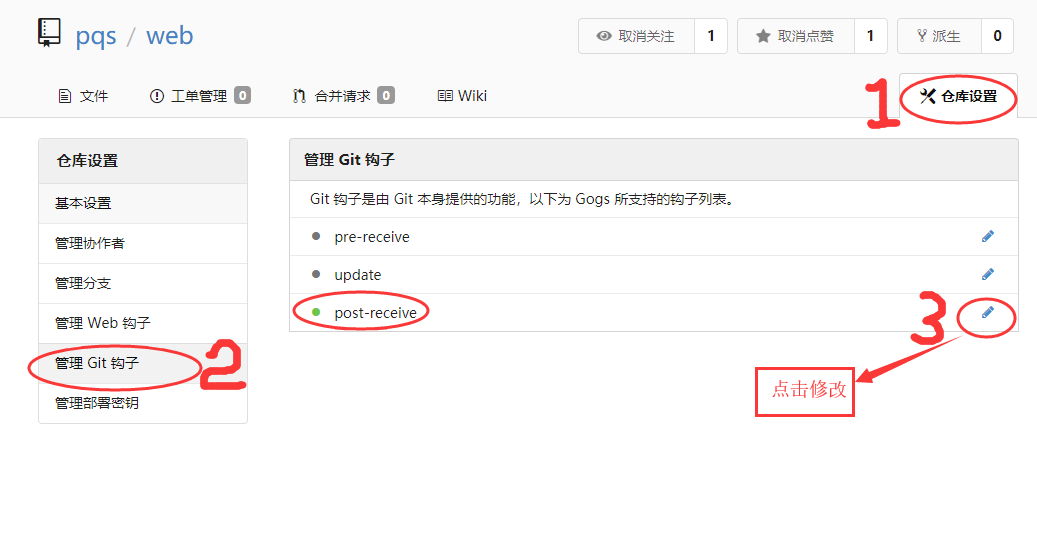 pqs / web
取消关注 1 取消点赞 1 派生 0
文件 工单管理 0 合并请求 0 Wiki 1 仓库设置
仓库设置
基本设置
管理协作者
管理分支
管理 Web 钩子
管理 Git 钩子 2
管理部署密钥
管理 Git 钩子
Git 钩子是由 Git 本身提供的功能，以下为 Gogs 所支持的钩子列表。
pre-receive
update
post-receive 3
点击修改